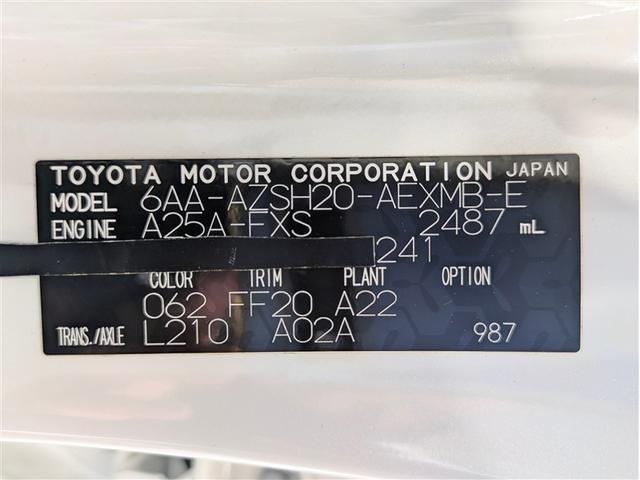 TOYOTA MOTOR CORPORATION JAPAN
MODEL 6AA-AZSH20-AEXMB-E
ENGINE A25A-FXS 2487 mL
241
COLOR TRIM PLANT OPTION
062 FF20 A22
TRANS./AXLE L210 A02A 987